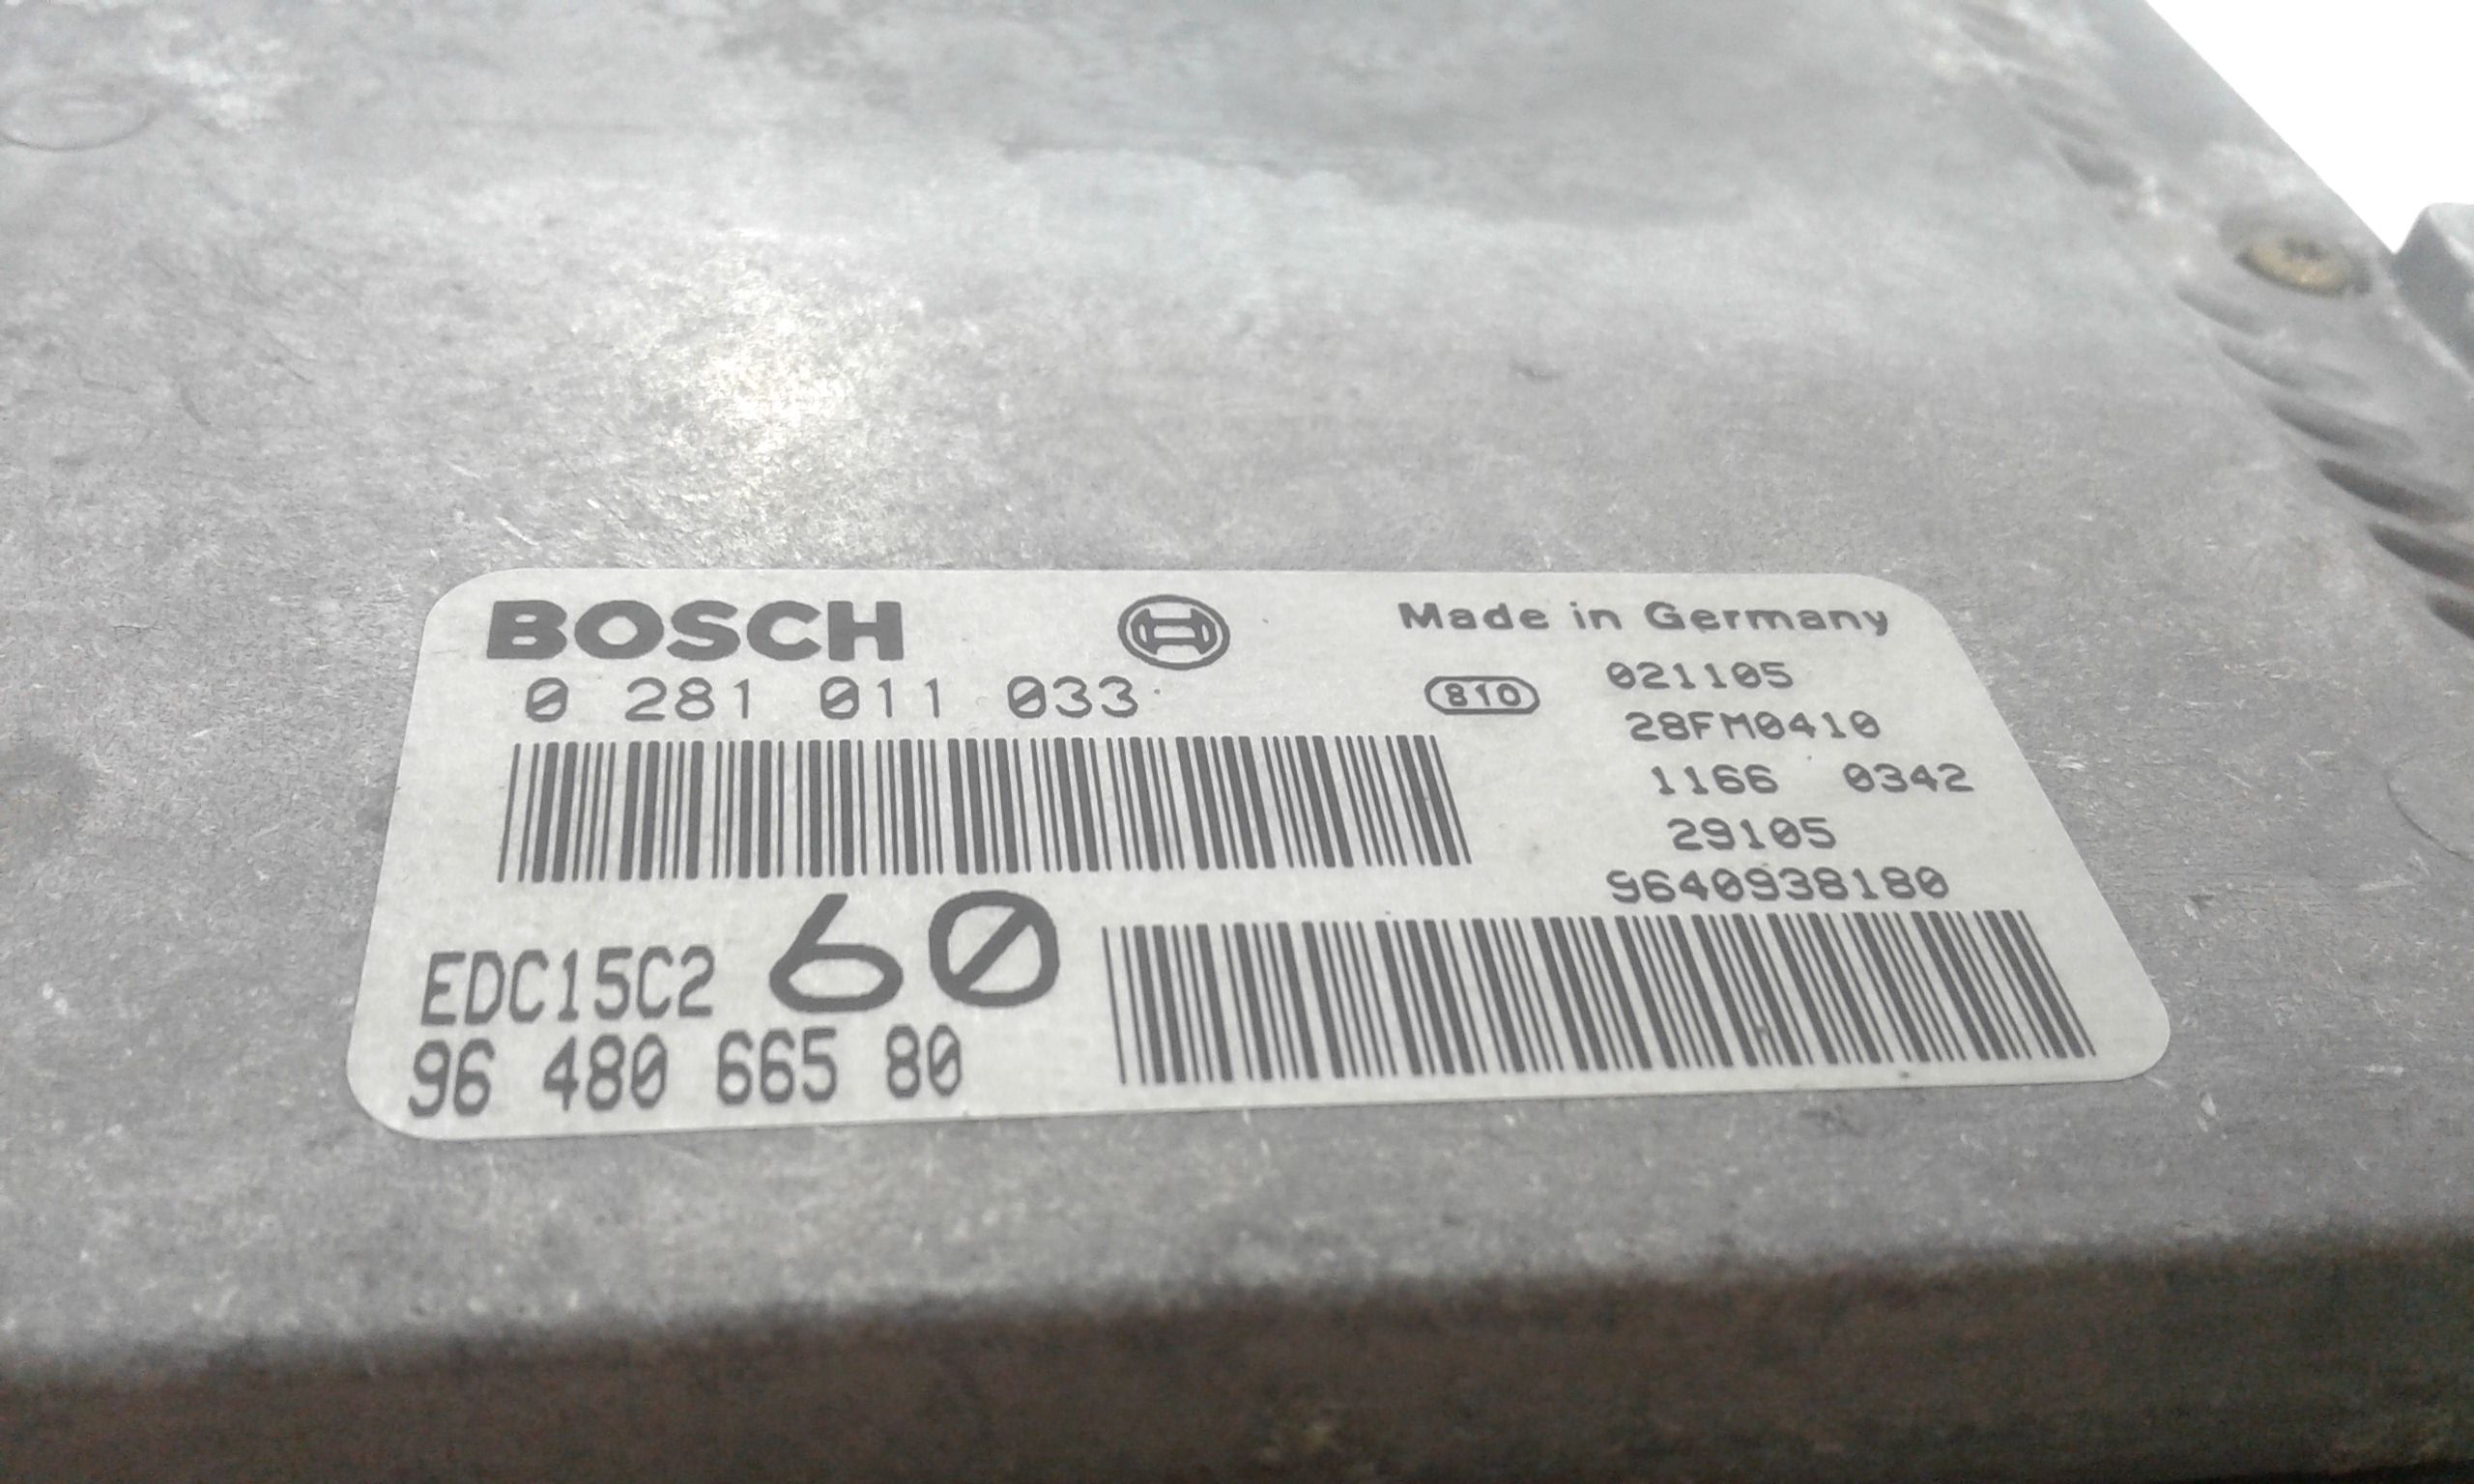 BOSCH
Made in Germany
0 281 011 033
810
021105
28FM0410
1166 0342
29105
9640938180
EDC15C2 60
96 480 665 80